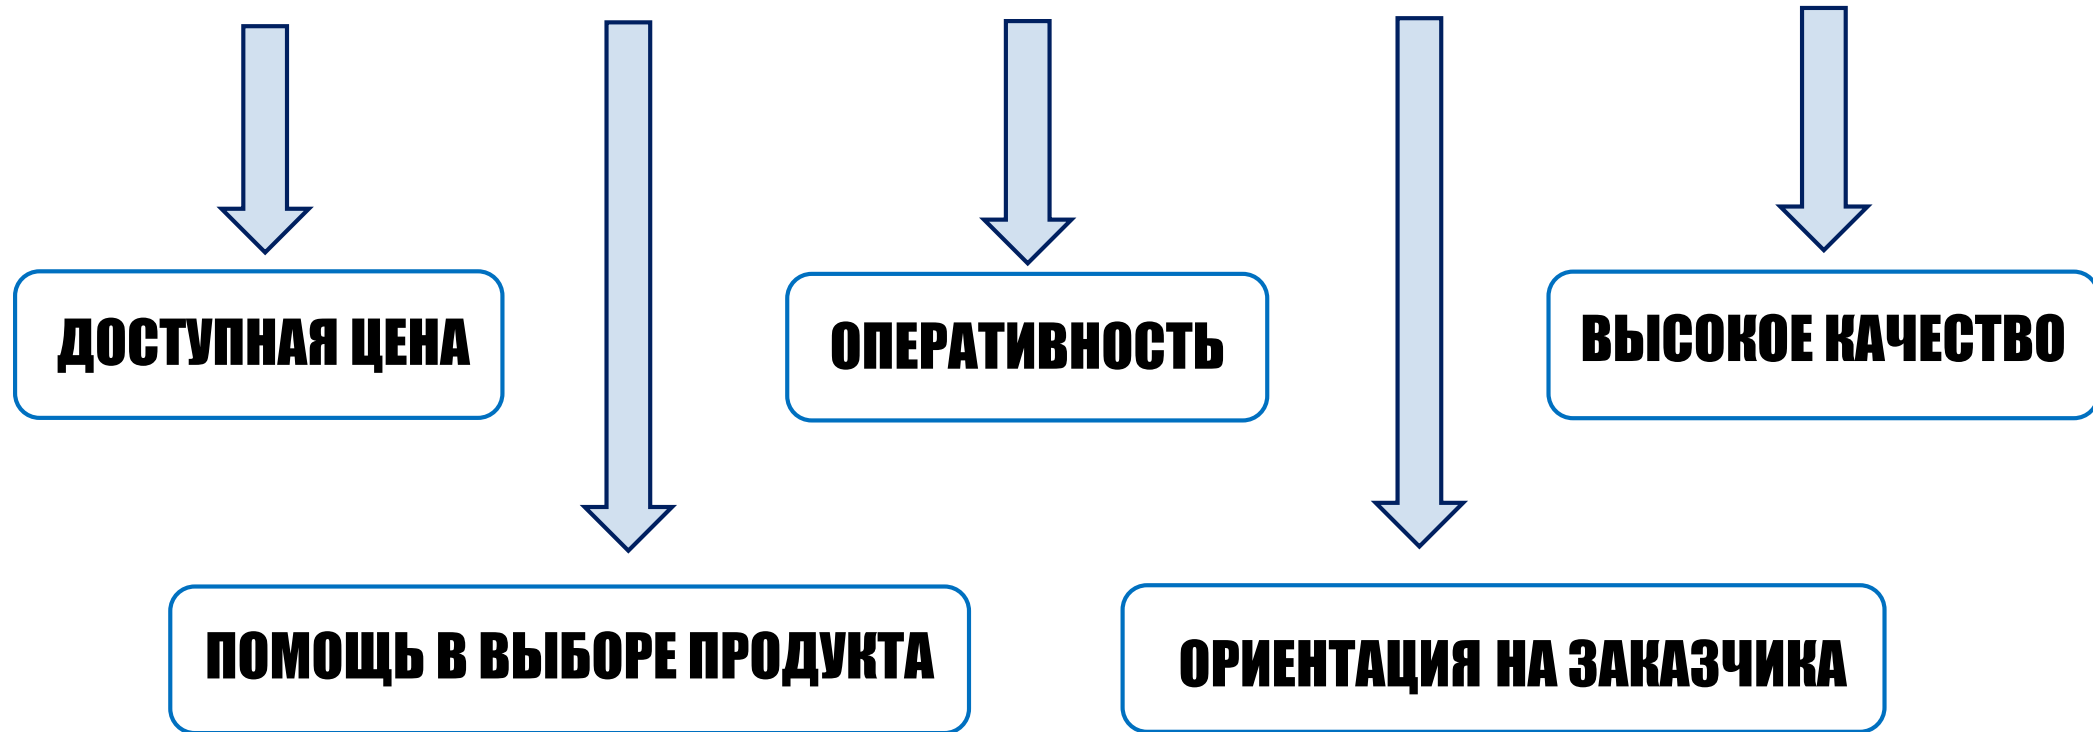 ДОСТУПНАЯ ЦЕНА
ОПЕРАТИВНОСТЬ
ВЫСОКОЕ КАЧЕСТВО
ПОМОЩЬ В ВЫБОРЕ ПРОДУКТА
ОРИЕНТАЦИЯ НА ЗАКАЗЧИКА